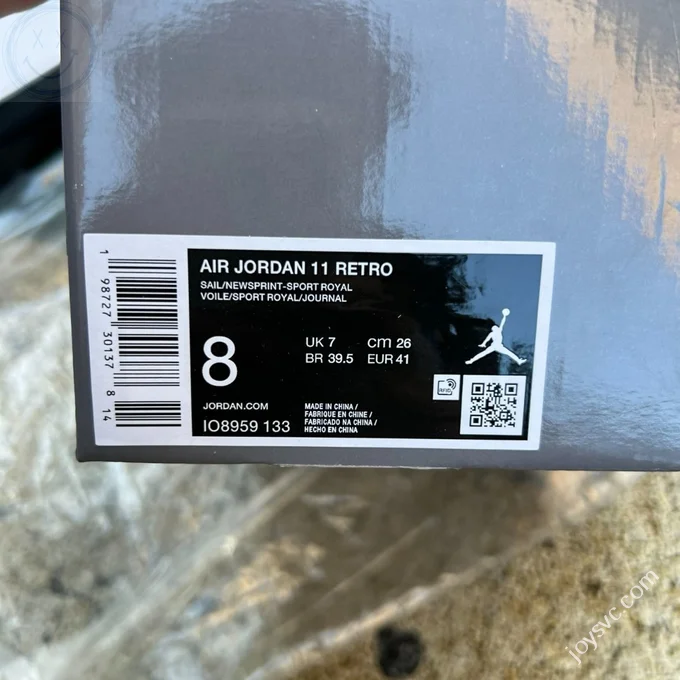 AIR JORDAN 11 RETRO
SAIL/NEWSPRINT-SPORT ROYAL
VOILE/SPORT ROYAL/JOURNAL
8
UK 7 cm 26
BR 39.5 EUR 41
JORDAN.COM
IO8959 133
MADE IN CHINA /
FABRIQUE EN CHINE /
FABRICADO NA CHINA /
HECHO EN CHINA
RFID
1 98727 30137 8 14
joysvc.com